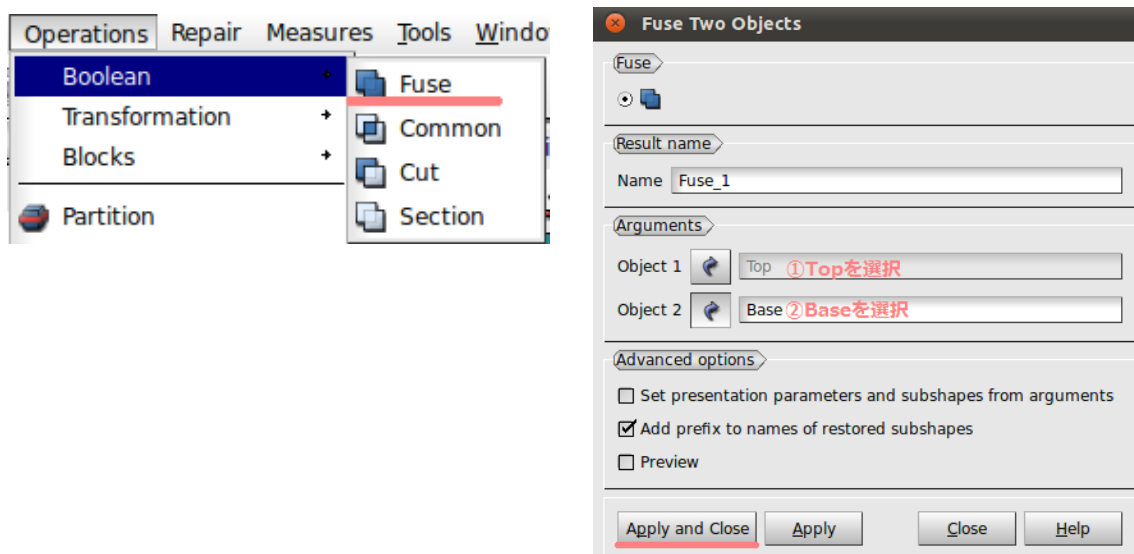 Operations Repair Measures Tools Windo
Boolean
Transformation
Blocks
Partition
Fuse
Common
Cut
Section
Fuse Two Objects
Fuse
Result name
Name Fuse_1
Arguments
Object 1 Top ①Topを選択
Object 2 Base ②Baseを選択
Advanced options
Set presentation parameters and subshapes from arguments
Add prefix to names of restored subshapes
Preview
Apply and Close Apply Close Help